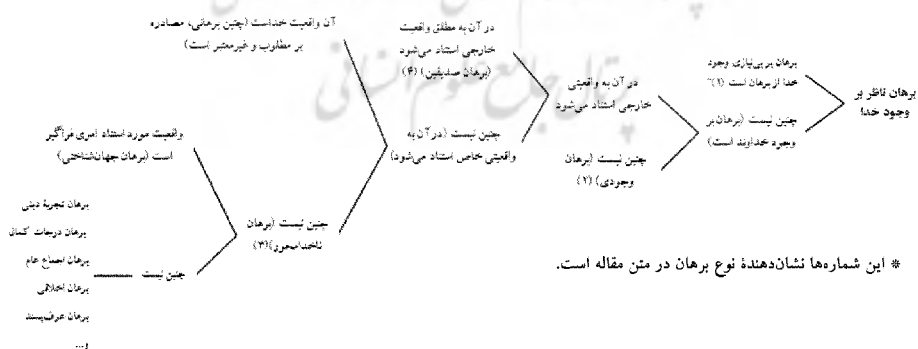 برهان ناظر بر
وجود خدا
برهان بر بی‌نیازی وجود
خدا از برهان است (۱)*
چنین نیست (برهان بر
وجود خداوند است)
در آن به واقعیتی
خارجی استناد می‌شود
چنین نیست (برهان
وجودی) (۲)
در آن به مطلق واقعیت
خارجی استناد می‌شود
(برهان صدیقین) (۴)
چنین نیست (در آن به
واقعیتی خاص استناد می‌شود)
آن واقعیت خداست (چنین برهانی، مصادره
بر مطلوب و غیرمعتبر است)
چنین نیست (برهان
ناخدامحور) (۳)
واقعیت مورد استناد امری فراگیر
است (برهان جهان‌شناختی)
چنین نیست
برهان تجربهٔ دینی
برهان درجات کمال
برهان اجماع عام
برهان اخلاقی
برهان عرف‌پسند
و...
* این شماره‌ها نشان‌دهندهٔ نوع برهان در متن مقاله است.